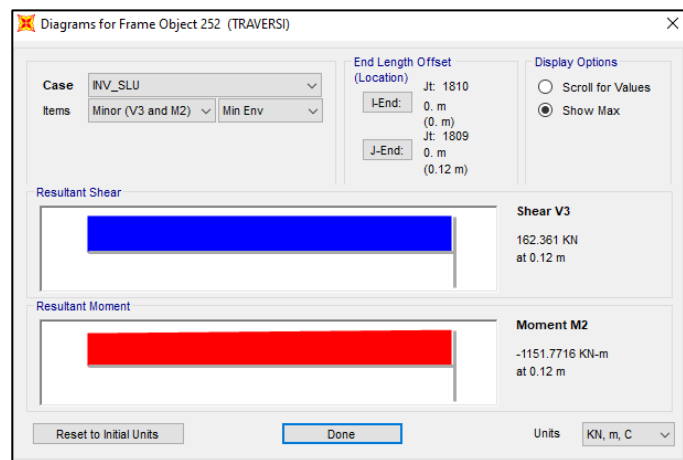 Diagrams for Frame Object 252 (TRAVERSI)
Case INV_SLU
Items Minor (V3 and M2) Min Env
End Length Offset
(Location)
I-End:
Jt: 1810
0. m
(0. m)
J-End:
Jt: 1809
0. m
(0.12 m)
Display Options
Scroll for Values
Show Max
Resultant Shear
Shear V3
162.361 KN
at 0.12 m
Resultant Moment
Moment M2
-1151.7716 KN-m
at 0.12 m
Reset to Initial Units
Done
Units KN, m, C